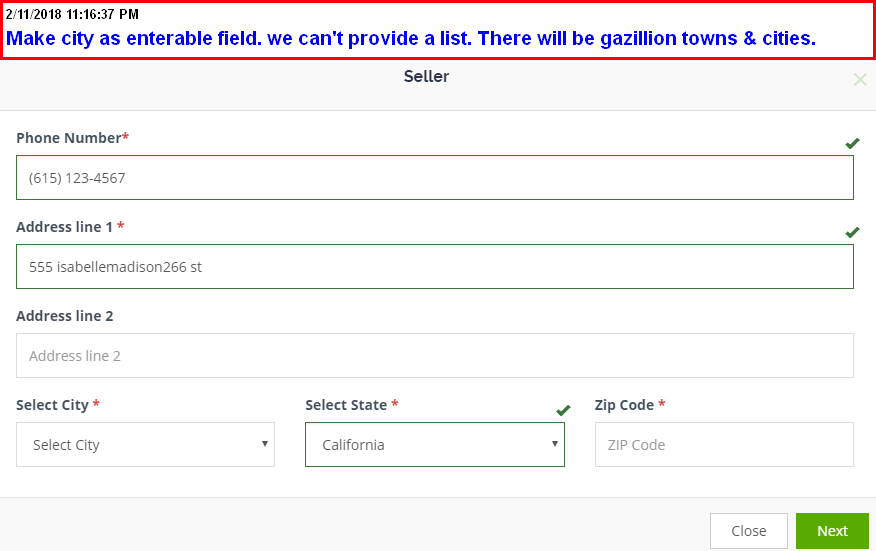 2/11/2018 11:16:37 PM
Make city as enterable field. we can't provide a list. There will be gazillion towns & cities.
Seller
Phone Number*
(615) 123-4567
Address line 1 *
555 isabellemadison266 st
Address line 2
Address line 2
Select City * Select State * Zip Code *
Select City California ZIP Code
Close Next